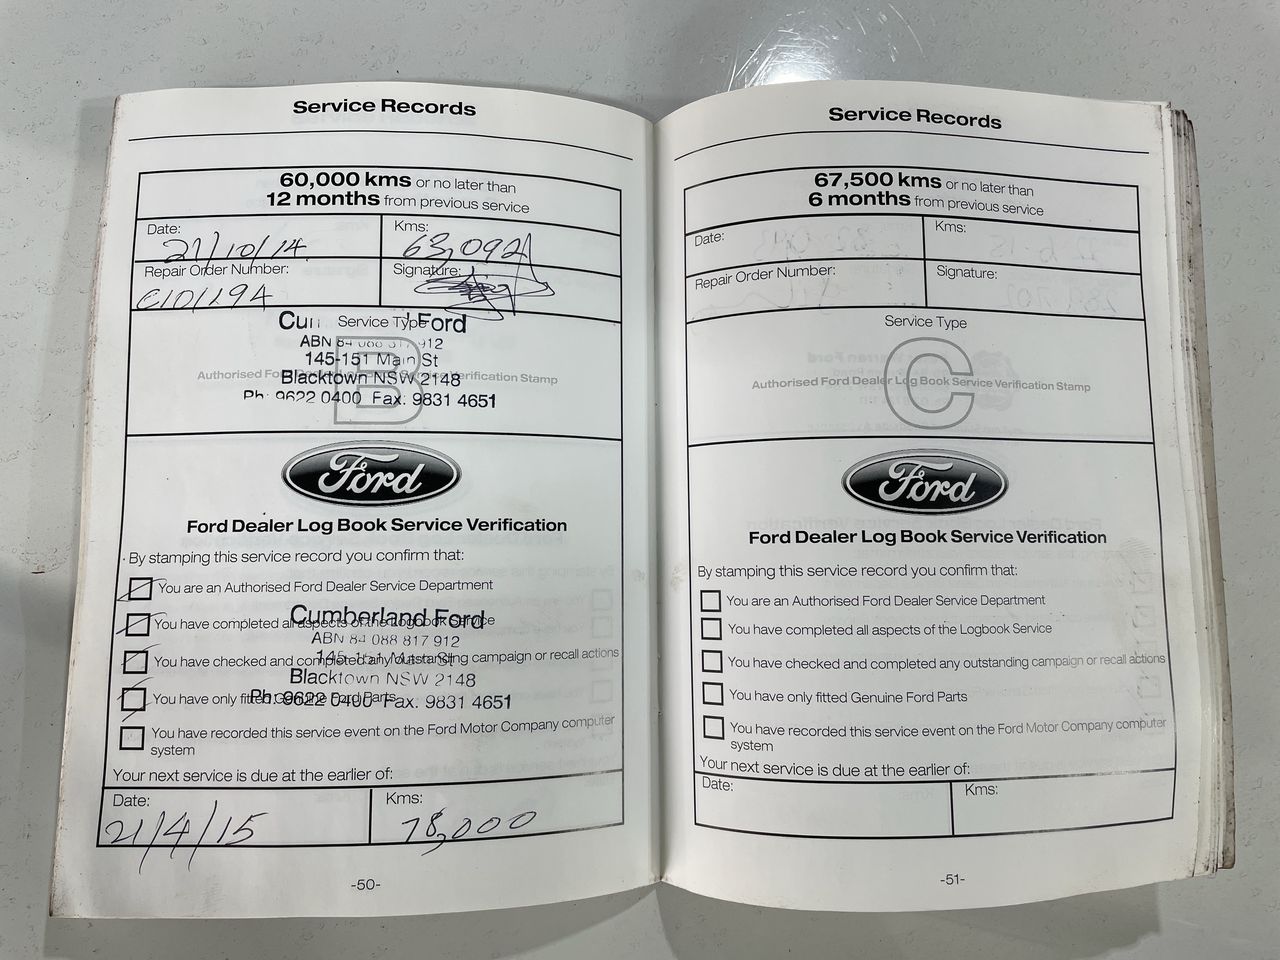 Service Records
60,000 kms or no later than
12 months from previous service
Date:
21/10/14
Kms:
63,092
Repair Order Number:
C101194
Signature:
Service Type
B
Authorised Ford Dealer Log Book Service Verification Stamp
Ford
ABN 84 088 817 912
145-151 Main St
Blacktown NSW 2148
Ph: 9622 0400 Fax: 9831 4651
Ford
Ford Dealer Log Book Service Verification
By stamping this service record you confirm that:
You are an Authorised Ford Dealer Service Department
You have completed all aspects of the Logbook Service
You have checked and completed any outstanding campaign or recall actions
You have only fitted Genuine Ford Parts
You have recorded this service event on the Ford Motor Company computer
system
Cumberland Ford
ABN 84 088 817 912
145-151 Main St
Blacktown NSW 2148
Ph: 9622 0400 Fax: 9831 4651
Your next service is due at the earlier of:
Date:
21/4/15
Kms:
78,000
-50-
Service Records
67,500 kms or no later than
6 months from previous service
Date:
Kms:
Repair Order Number:
Signature:
Service Type
C
Authorised Ford Dealer Log Book Service Verification Stamp
Ford
Ford Dealer Log Book Service Verification
By stamping this service record you confirm that:
You are an Authorised Ford Dealer Service Department
You have completed all aspects of the Logbook Service
You have checked and completed any outstanding campaign or recall actions
You have only fitted Genuine Ford Parts
You have recorded this service event on the Ford Motor Company computer
system
Your next service is due at the earlier of:
Date:
Kms:
-51-